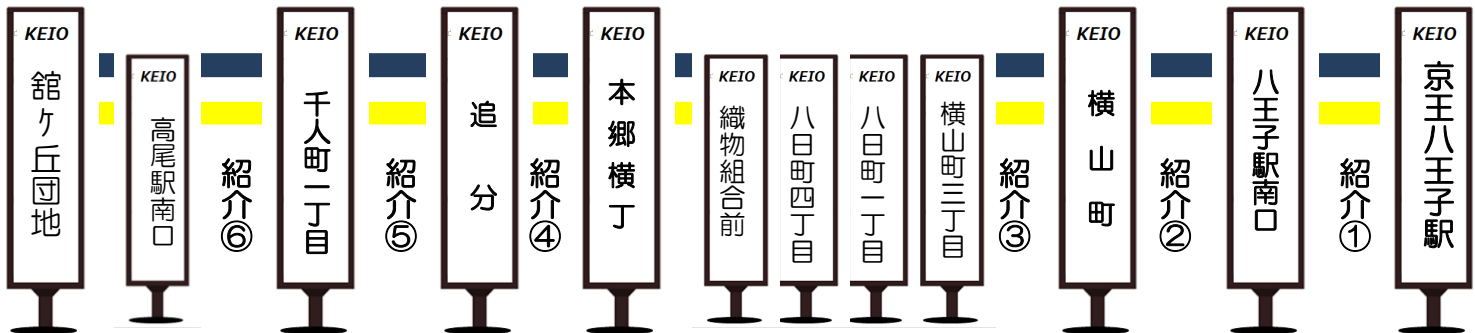 KEIO
京王八王子駅
紹介①
KEIO
八王子駅南口
紹介②
KEIO
横山町
紹介③
KEIO
横山町三丁目
KEIO
八日町一丁目
KEIO
八日町四丁目
KEIO
織物組合前
KEIO
本郷横丁
紹介④
KEIO
追分
紹介⑤
KEIO
千人町一丁目
紹介⑥
KEIO
高尾駅南口
KEIO
舘ヶ丘団地